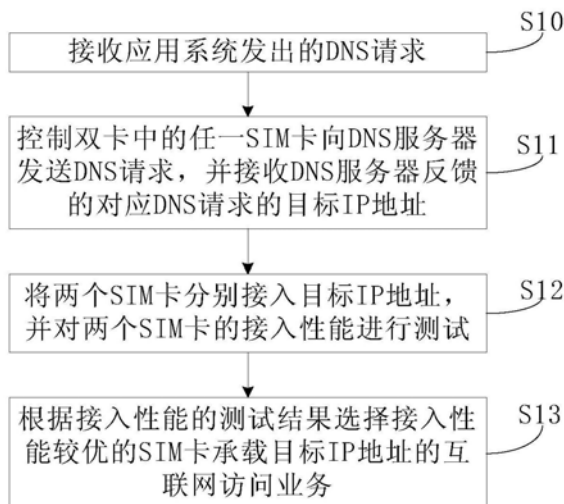 接收应用系统发出的DNS请求
S10
控制双卡中的任一SIM卡向DNS服务器
发送DNS请求，并接收DNS服务器反馈
的对应DNS请求的目标IP地址
S11
将两个SIM卡分别接入目标IP地址，
并对两个SIM卡的接入性能进行测试
S12
根据接入性能的测试结果选择接入性
能较优的SIM卡承载目标IP地址的互
联网访问业务
S13